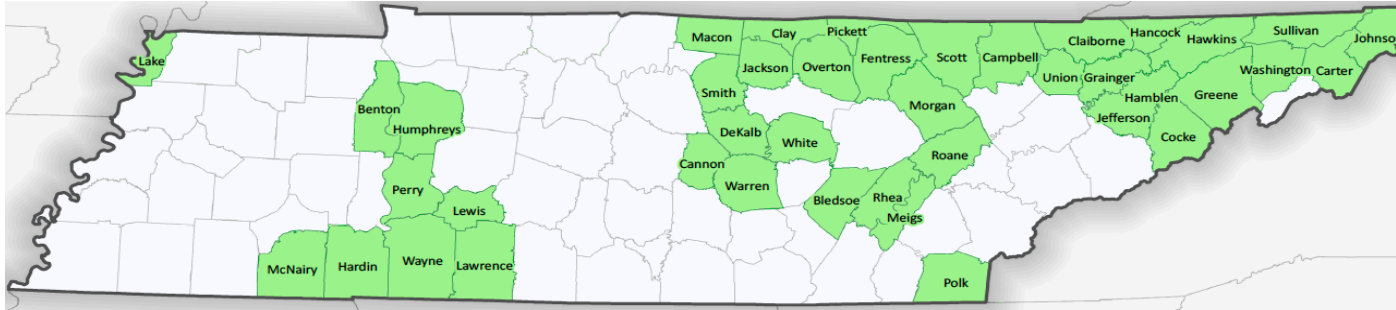 Macon
Clay
Pickett
Fentress
Scott
Campbell
Claiborne
Hancock
Hawkins
Sullivan
Johnso
Lake
Jackson
Overton
Union
Grainger
Washington
Carter
Smith
Hamblen
Greene
Benton
Humphreys
Morgan
Jefferson
DeKalb
White
Cocke
Cannon
Roane
Warren
Perry
Lewis
Bledsoe
Rhea
Meigs
McNairy
Hardin
Wayne
Lawrence
Polk